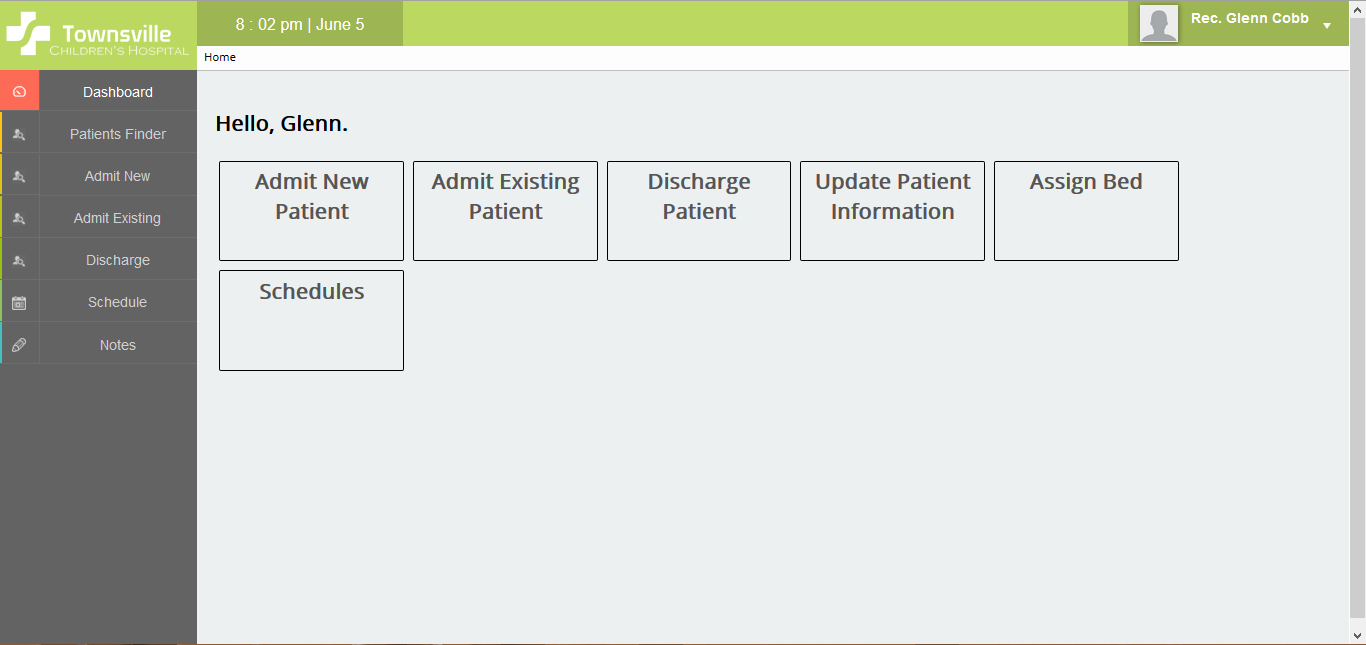 Townsville
CHILDREN'S HOSPITAL
8 : 02 pm | June 5
Rec. Glenn Cobb
Home
Dashboard
Patients Finder
Admit New
Admit Existing
Discharge
Schedule
Notes
Hello, Glenn.
Admit New
Patient
Admit Existing
Patient
Discharge
Patient
Update Patient
Information
Assign Bed
Schedules